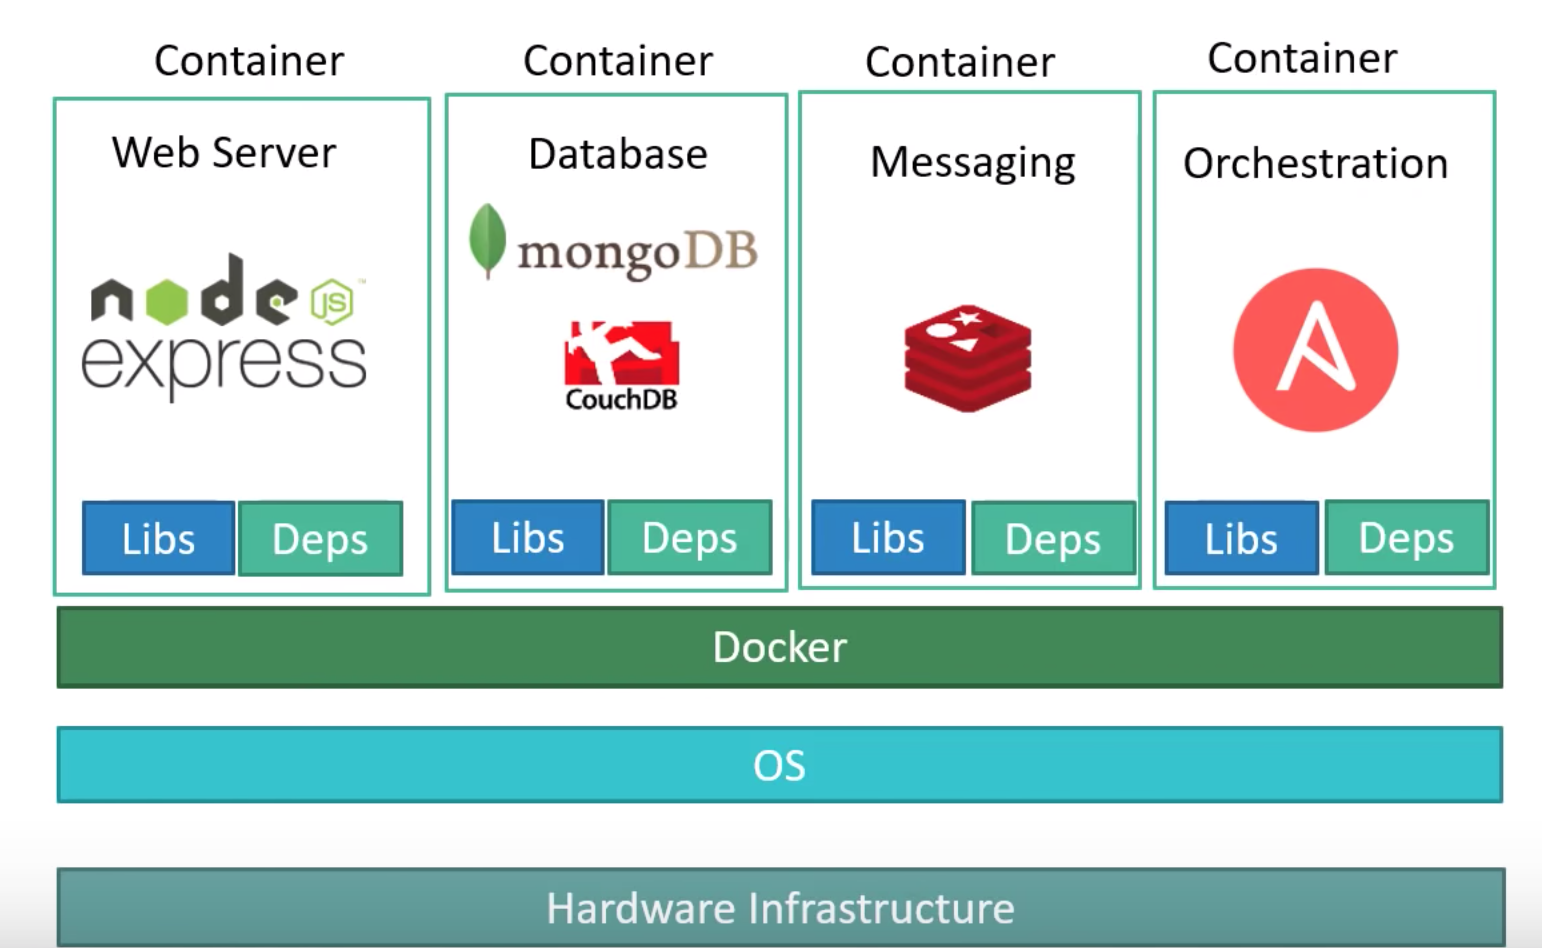 Container
Container
Container
Container
Web Server
Database
Messaging
Orchestration
node JS ™
express
mongoDB
CouchDB
Libs
Deps
Libs
Deps
Libs
Deps
Libs
Deps
Docker
OS
Hardware Infrastructure